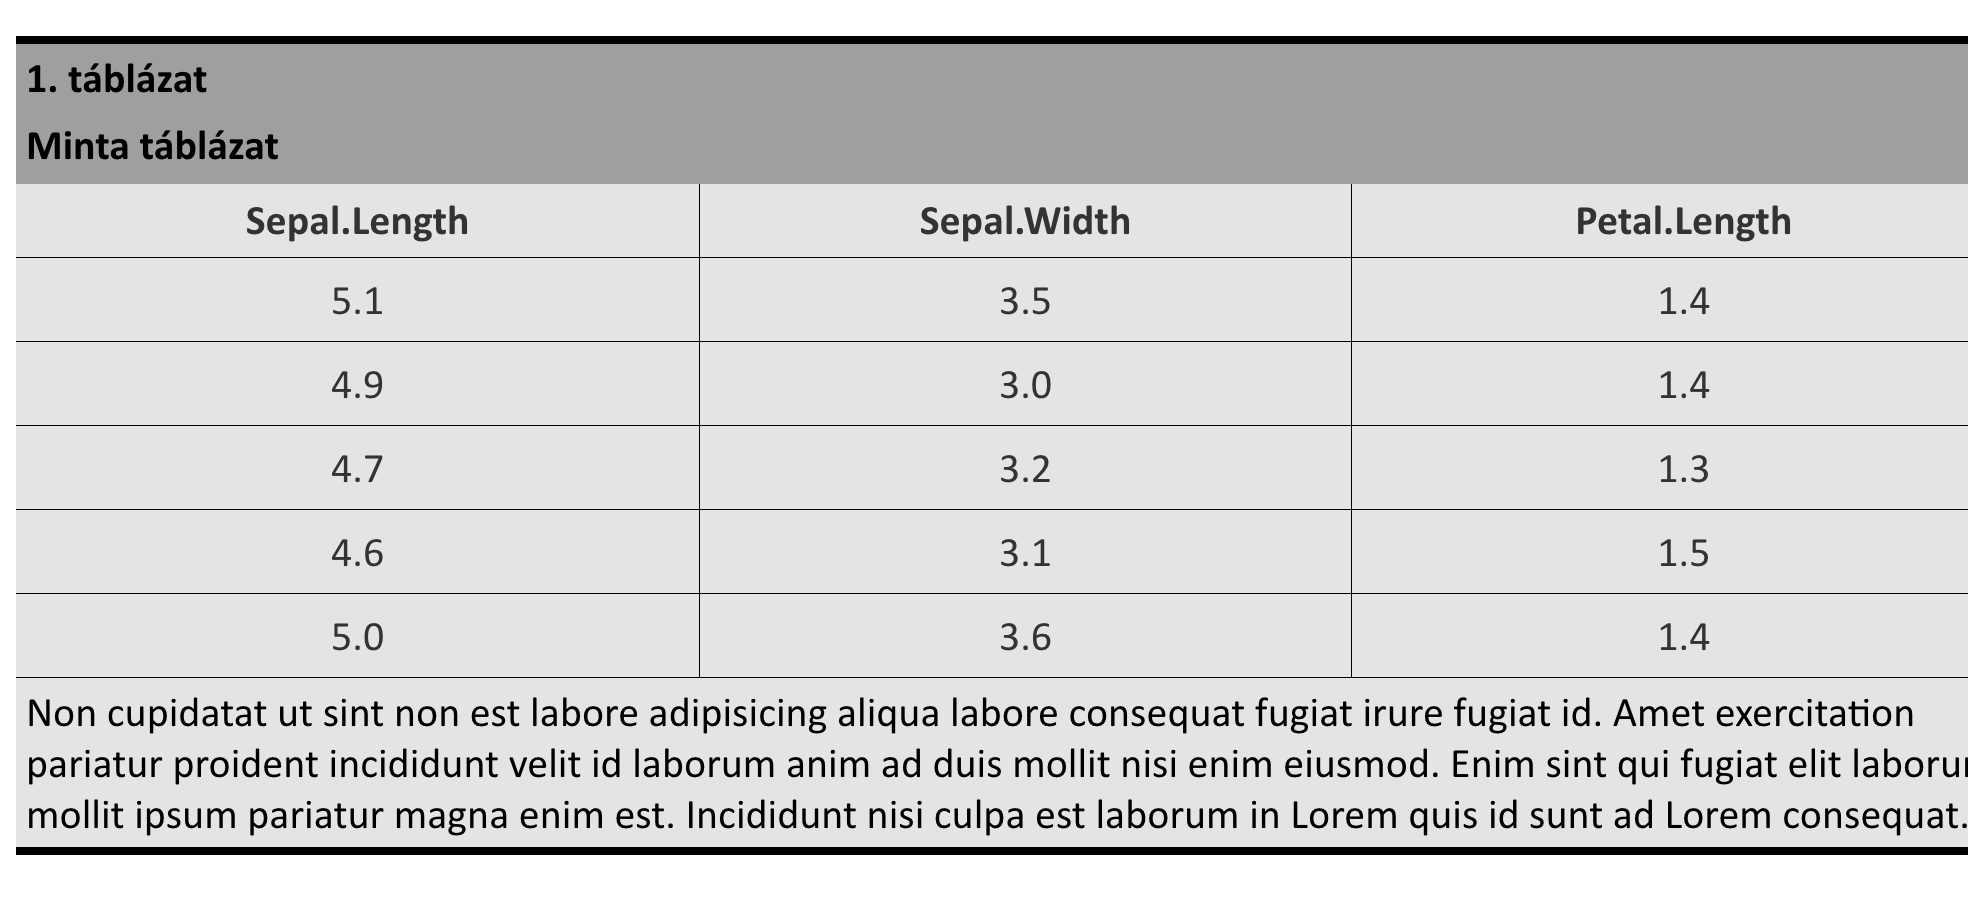 1. táblázat
Minta táblázat
Sepal.Length Sepal.Width Petal.Length
5.1 3.5 1.4
4.9 3.0 1.4
4.7 3.2 1.3
4.6 3.1 1.5
5.0 3.6 1.4
Non cupidatat ut sint non est labore adipisicing aliqua labore consequat fugiat irure fugiat id. Amet exercitation
pariatur proident incididunt velit id laborum anim ad duis mollit nisi enim eiusmod. Enim sint qui fugiat elit laborum
mollit ipsum pariatur magna enim est. Incididunt nisi culpa est laborum in Lorem quis id sunt ad Lorem consequat.